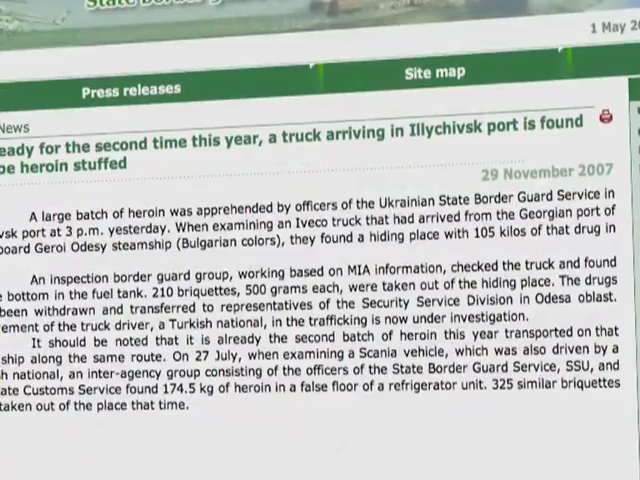 State Border
1 May 20
Press releases
Site map
News
eady for the second time this year, a truck arriving in Illychivsk port is found
be heroin stuffed
29 November 2007
A large batch of heroin was apprehended by officers of the Ukrainian State Border Guard Service in
vsk port at 3 p.m. yesterday. When examining an Iveco truck that had arrived from the Georgian port of
board Geroi Odesy steamship (Bulgarian colors), they found a hiding place with 105 kilos of that drug in
An inspection border guard group, working based on MIA information, checked the truck and found
e bottom in the fuel tank. 210 briquettes, 500 grams each, were taken out of the hiding place. The drugs
been withdrawn and transferred to representatives of the Security Service Division in Odesa oblast.
ement of the truck driver, a Turkish national, in the trafficking is now under investigation.
It should be noted that it is already the second batch of heroin this year transported on that
ship along the same route. On 27 July, when examining a Scania vehicle, which was also driven by a
h national, an inter-agency group consisting of the officers of the State Border Guard Service, SSU, and
ate Customs Service found 174.5 kg of heroin in a false floor of a refrigerator unit. 325 similar briquettes
taken out of the place that time.